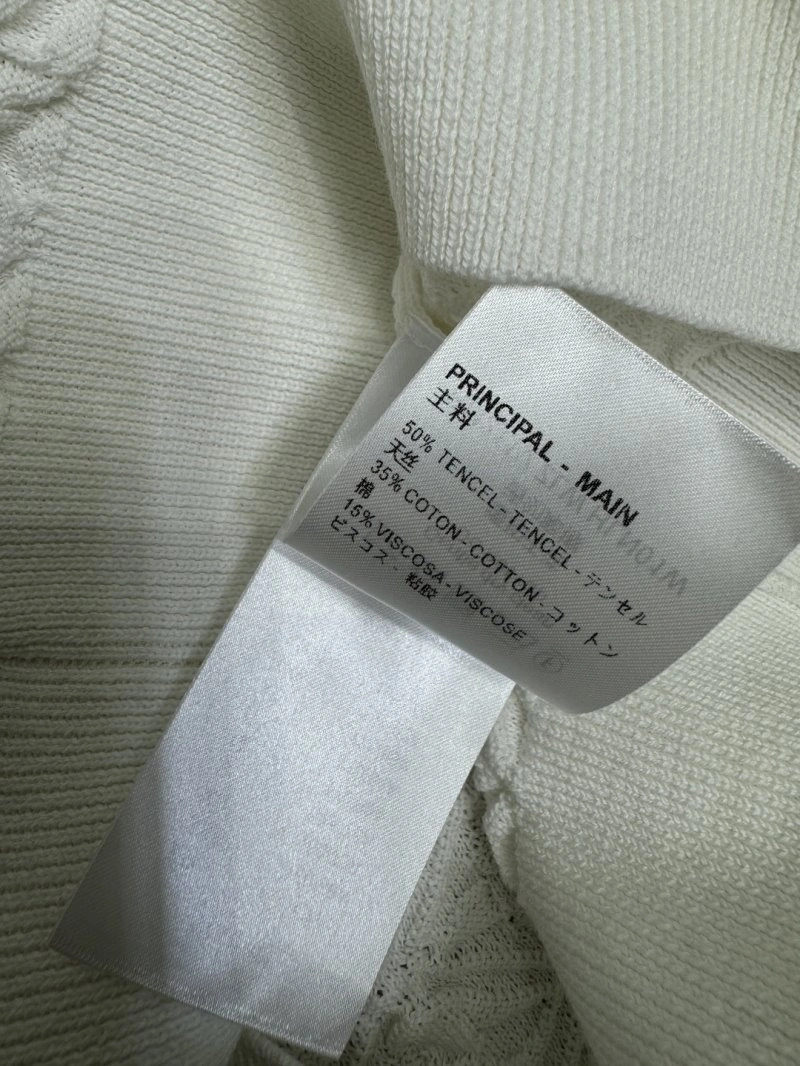 PRINCIPAL - MAIN
主料
50% TENCEL - TENCEL - テンセル
天丝
35% COTON - COTTON - コットン
棉
15% VISCOSA - VISCOSE
ビスコス - 粘胶